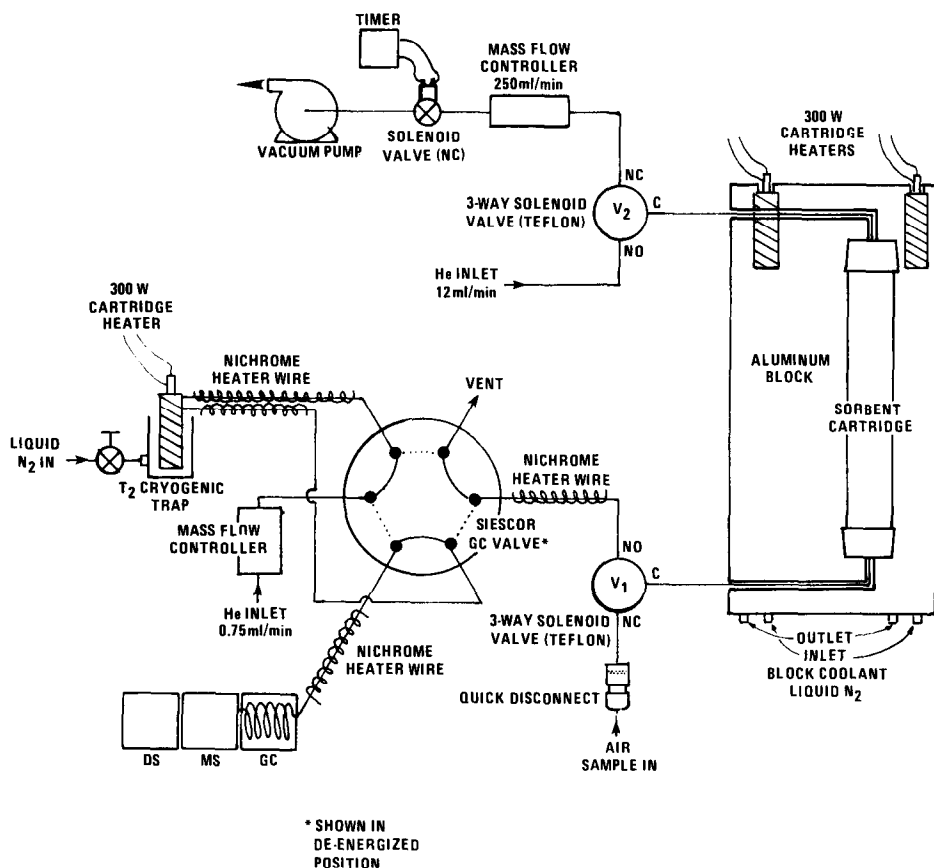 TIMER
MASS FLOW
CONTROLLER
250ml/min
300 W
CARTRIDGE
HEATERS
SOLENOID
VALVE (NC)
VACUUM PUMP
NC
3-WAY SOLENOID
VALVE (TEFLON)
V2
C
NO
He INLET
12ml/min
300 W
CARTRIDGE
HEATER
NICHROME
HEATER WIRE
VENT
ALUMINUM
BLOCK
SORBENT
CARTRIDGE
LIQUID
N2 IN
T2 CRYOGENIC
TRAP
NICHROME
HEATER WIRE
MASS FLOW
CONTROLLER
SIESCOR
GC VALVE*
NO
V1
C
NC
He INLET
0.75ml/min
3-WAY SOLENOID
VALVE (TEFLON)
OUTLET
INLET
BLOCK COOLANT
LIQUID N2
NICHROME
HEATER WIRE
QUICK DISCONNECT
AIR
SAMPLE IN
DS
MS
GC
* SHOWN IN
DE-ENERGIZED
POSITION